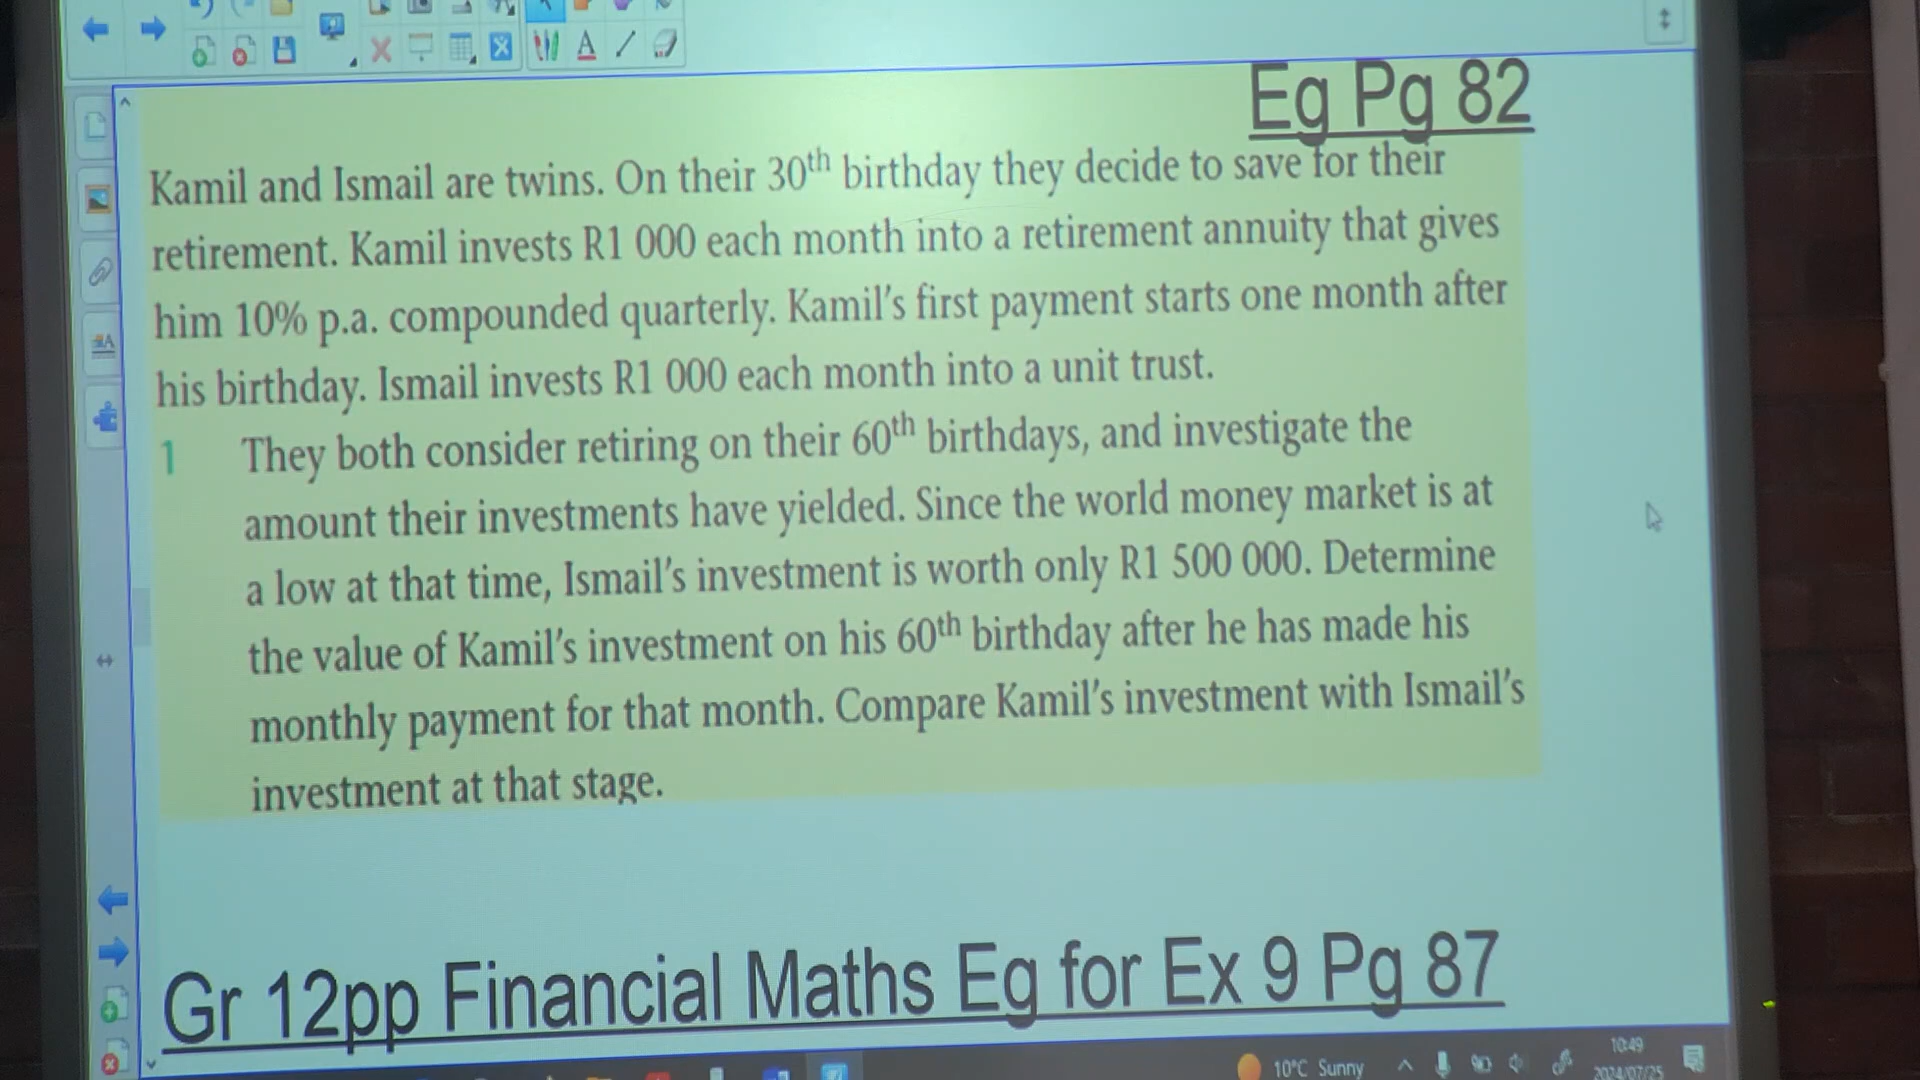 Eg Pg 82
Kamil and Ismail are twins. On their 30th birthday they decide to save for their
retirement. Kamil invests R1 000 each month into a retirement annuity that gives
him 10% p.a. compounded quarterly. Kamil's first payment starts one month after
his birthday. Ismail invests R1 000 each month into a unit trust.
1 They both consider retiring on their 60th birthdays, and investigate the
amount their investments have yielded. Since the world money market is at
a low at that time, Ismail's investment is worth only R1 500 000. Determine
the value of Kamil's investment on his 60th birthday after he has made his
monthly payment for that month. Compare Kamil's investment with Ismail's
investment at that stage.
Gr 12pp Financial Maths Eg for Ex 9 Pg 87
10°C Sunny
10:49
2024/07/25